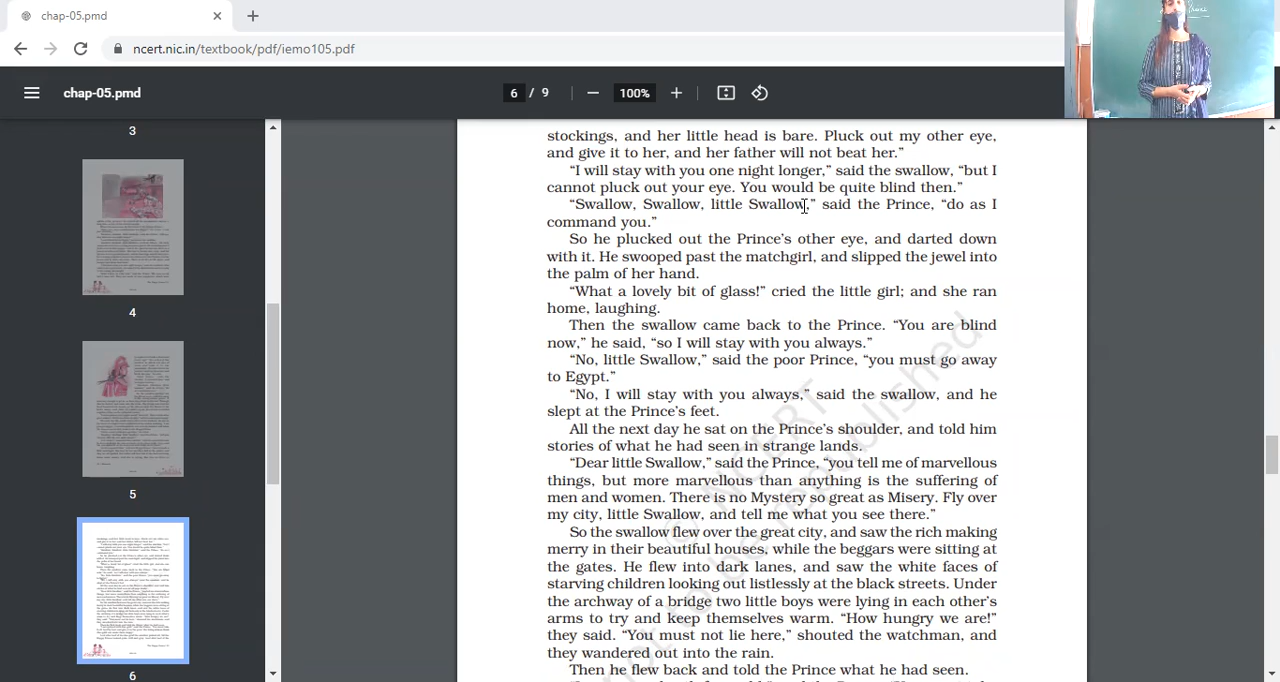 chap-05.pmd
ncert.nic.in/textbook/pdf/iemo105.pdf
chap-05.pmd
6 / 9
100%
3
4
5
6
stockings, and her little head is bare. Pluck out my other eye,
and give it to her, and her father will not beat her.”
“I will stay with you one night longer,” said the swallow, “but I
cannot pluck out your eye. You would be quite blind then.”
“Swallow, Swallow, little Swallow,” said the Prince, “do as I
command you.”
So he plucked out the Prince’s other eye, and darted down
with it. He swooped past the matchgirl, and slipped the jewel into
the palm of her hand.
“What a lovely bit of glass!” cried the little girl; and she ran
home, laughing.
Then the swallow came back to the Prince. “You are blind
now,” he said, “so I will stay with you always.”
“No, little Swallow,” said the poor Prince, “you must go away
to Egypt.”
“No, I will stay with you always,” said the swallow, and he
slept at the Prince’s feet.
All the next day he sat on the Prince’s shoulder, and told him
stories of what he had seen in strange lands.
“Dear little Swallow,” said the Prince, “you tell me of marvellous
things, but more marvellous than anything is the suffering of
men and women. There is no Mystery so great as Misery. Fly over
my city, little Swallow, and tell me what you see there.”
So the swallow flew over the great city, and saw the rich making
merry in their beautiful houses, while the beggars were sitting at
the gates. He flew into dark lanes, and saw the white faces of
starving children looking out listlessly at the black streets. Under
the archway of a bridge two little boys were lying in each other’s
arms to try and keep themselves warm. “How hungry we are!”
they said. “You must not lie here,” shouted the watchman, and
they wandered out into the rain.
Then he flew back and told the Prince what he had seen.